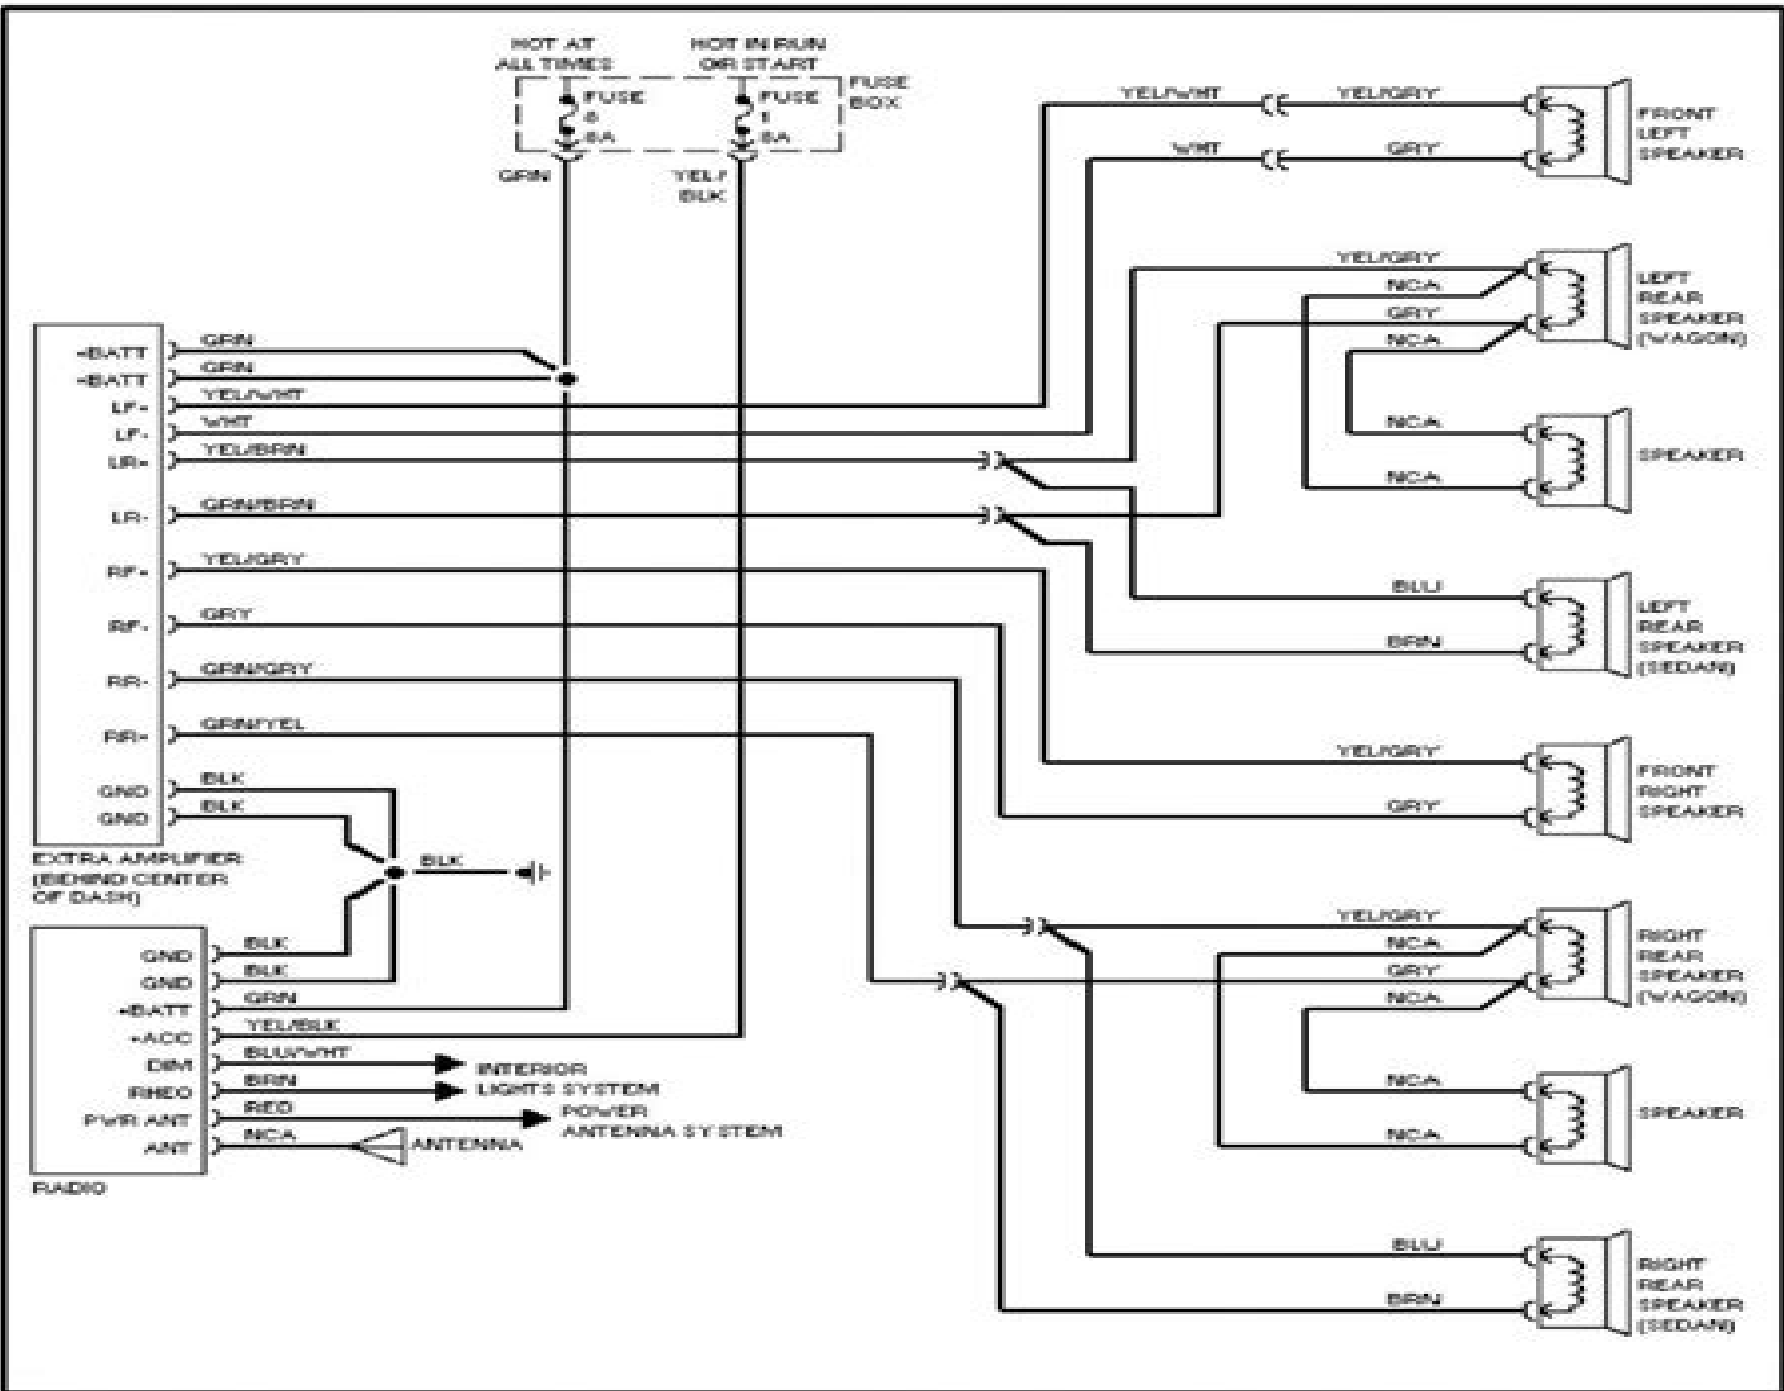 HOT AT
ALL TIMES
HOT IN RUN
OR START
FUSE
BOX
FUSE
8
8A
FUSE
1
8A
GRN
YEL/
BLK
YEL/WHT
YEL/GRY
WHT
GRY
FRONT
LEFT
SPEAKER
YEL/GRY
NCA
GRY
NCA
LEFT
REAR
SPEAKER
(WAGON)
NCA
NCA
SPEAKER
BLU
BRN
LEFT
REAR
SPEAKER
(SEDAN)
YEL/GRY
GRY
FRONT
RIGHT
SPEAKER
YEL/GRY
NCA
GRY
NCA
RIGHT
REAR
SPEAKER
(WAGON)
NCA
NCA
SPEAKER
BLU
BRN
RIGHT
REAR
SPEAKER
(SEDAN)
+BATT GRN
+BATT GRN
LF+ YEL/WHT
LF- WHT
LR+ YEL/BRN
LR- GRN/BRN
RF+ YEL/GRY
RF- GRY
RR- GRN/GRY
RR+ GRN/YEL
GND BLK
GND BLK
EXTRA AMPLIFIER
(BEHIND CENTER
OF DASH)
BLK
GND BLK
GND BLK
+BATT GRN
+ACC YEL/BLK
DIM BLU/WHT
RHEO BRN
PWR ANT RED
ANT NCA
INTERIOR
LIGHTS SYSTEM
POWER
ANTENNA SYSTEM
ANTENNA
RADIO